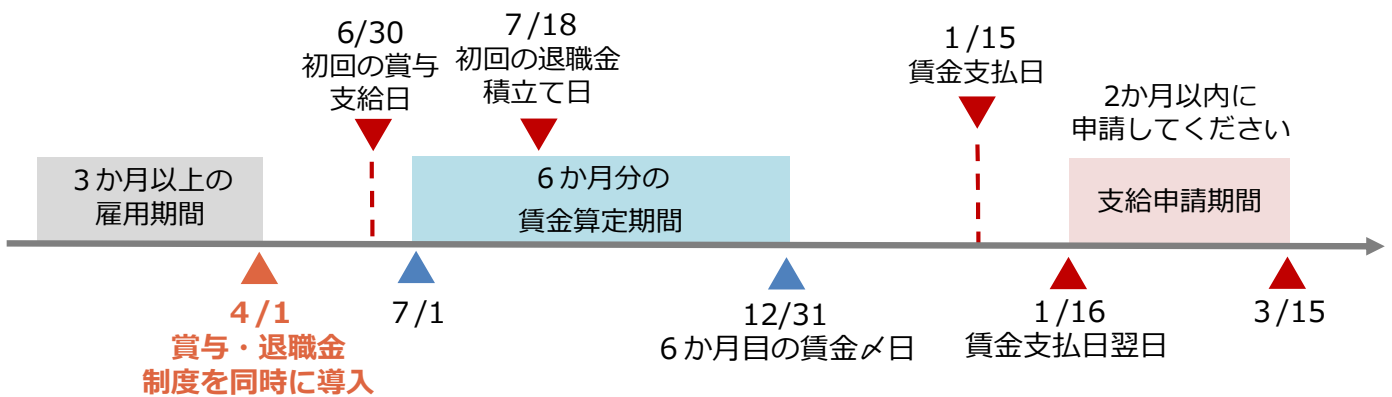 6/30
初回の賞与
支給日
7/18
初回の退職金
積立て日
1/15
賃金支払日
2か月以内に
申請してください
3か月以上の
雇用期間
6か月分の
賃金算定期間
支給申請期間
4/1
賞与・退職金
制度を同時に導入
7/1
12/31
6か月目の賃金〆日
1/16
賃金支払日翌日
3/15